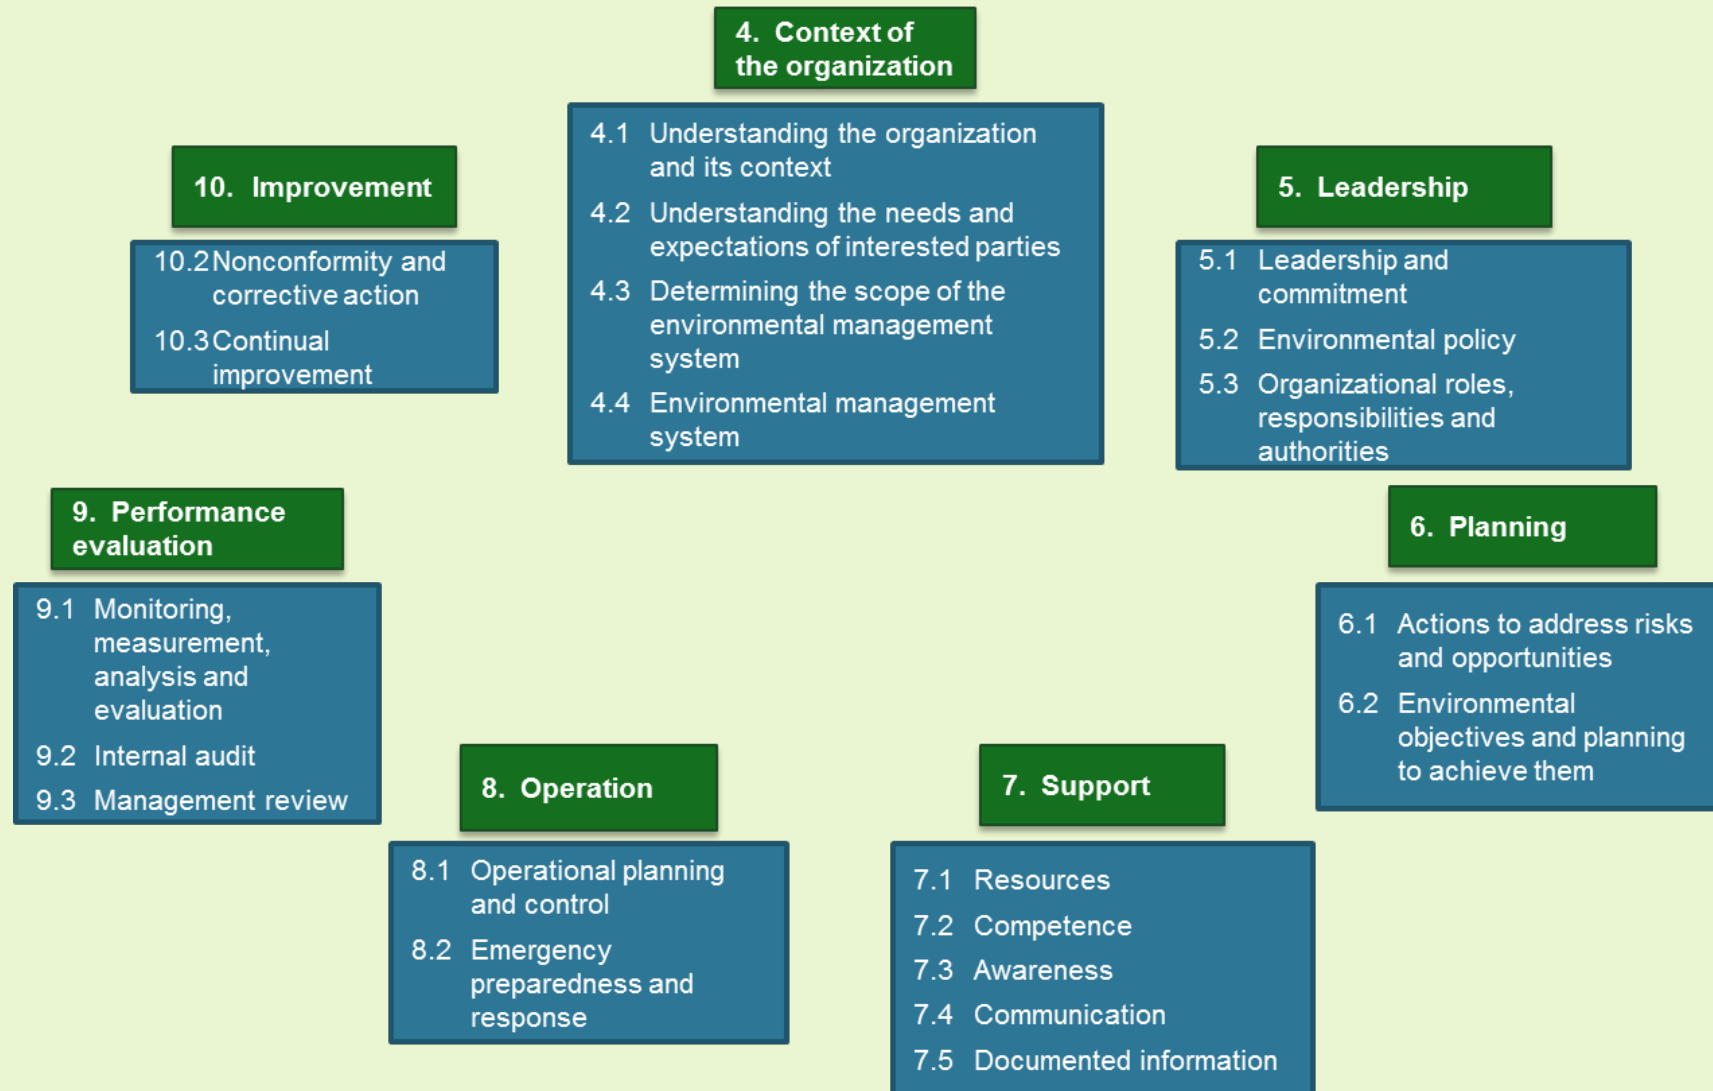 4. Context of
the organization
4.1 Understanding the organization
and its context
4.2 Understanding the needs and
expectations of interested parties
4.3 Determining the scope of the
environmental management
system
4.4 Environmental management
system
5. Leadership
5.1 Leadership and
commitment
5.2 Environmental policy
5.3 Organizational roles,
responsibilities and
authorities
6. Planning
6.1 Actions to address risks
and opportunities
6.2 Environmental
objectives and planning
to achieve them
7. Support
7.1 Resources
7.2 Competence
7.3 Awareness
7.4 Communication
7.5 Documented information
8. Operation
8.1 Operational planning
and control
8.2 Emergency
preparedness and
response
9. Performance
evaluation
9.1 Monitoring,
measurement,
analysis and
evaluation
9.2 Internal audit
9.3 Management review
10. Improvement
10.2 Nonconformity and
corrective action
10.3 Continual
improvement